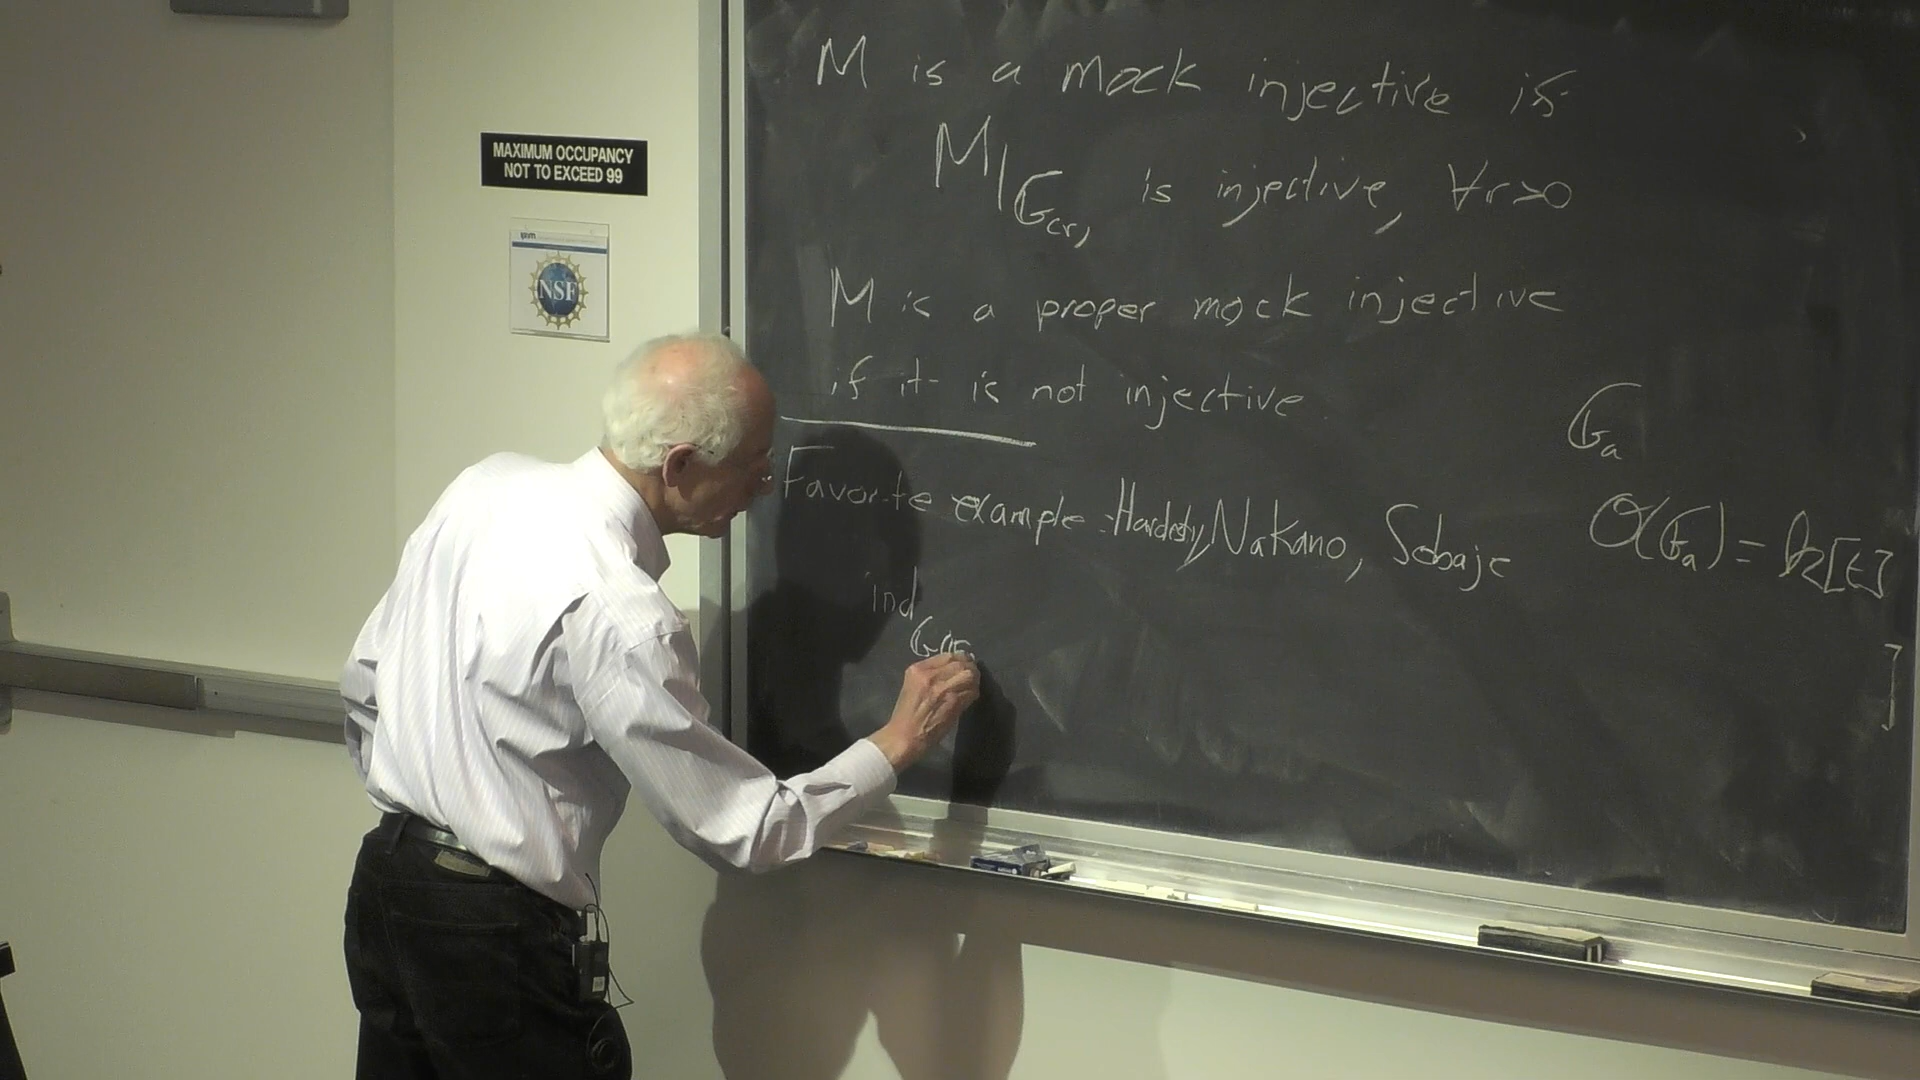 MAXIMUM OCCUPANCY
NOT TO EXCEED 99
ipam
NSF
M is a mock injective if
M|G(r), is injective, ∀r>0
M is a proper mock injective
if it is not injective.
Favorite example - Hardesty, Nakano, Sobaje
ind
G(F
𝔾a
O(𝔾a) = k[t]
]